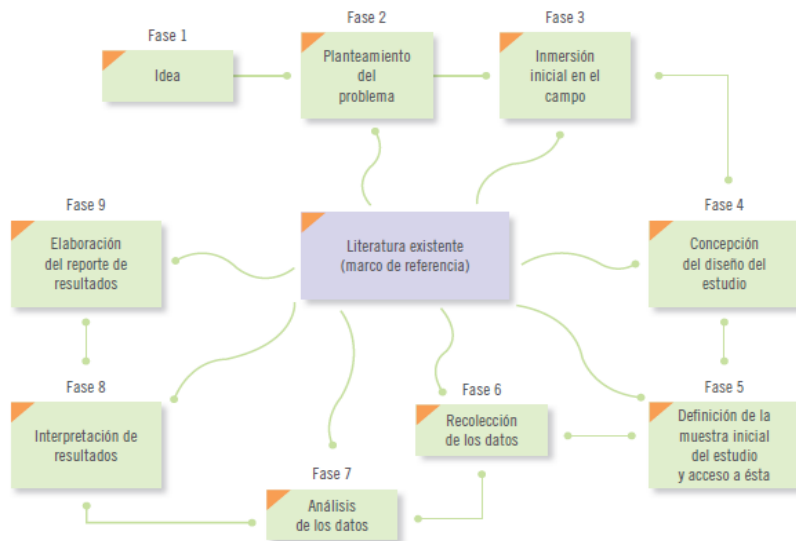 Fase 1
Idea
Fase 2
Planteamiento
del
problema
Fase 3
Inmersión
inicial en el
campo
Fase 4
Concepción
del diseño del
estudio
Fase 5
Definición de la
muestra inicial
del estudio
y acceso a ésta
Fase 6
Recolección
de los datos
Fase 7
Análisis
de los datos
Fase 8
Interpretación de
resultados
Fase 9
Elaboración
del reporte de
resultados
Literatura existente
(marco de referencia)